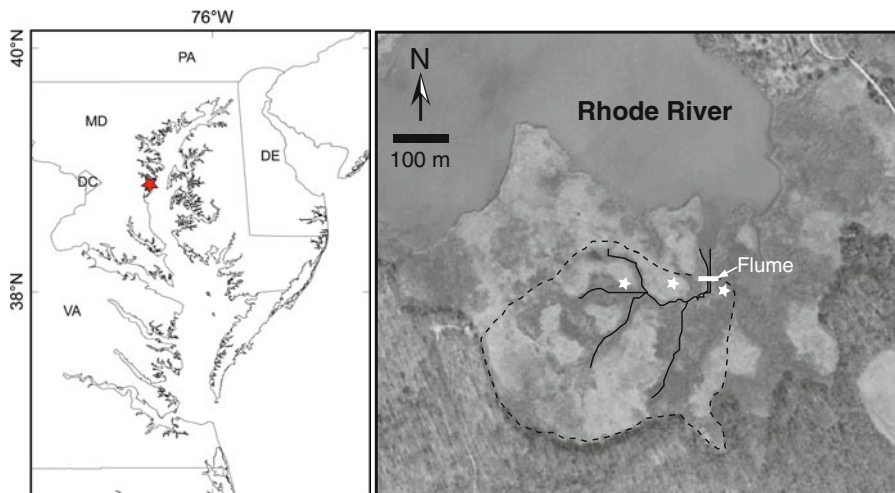 76°W
40°N
PA
MD
DE
DC
38°N
VA
N
100 m
Rhode River
Flume